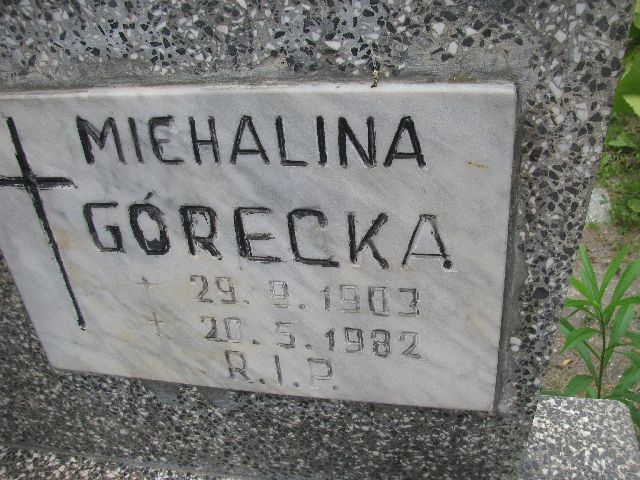 MIEHALINA
GÓRECKA
29.9.1903
20.5.1982
R.I.P.